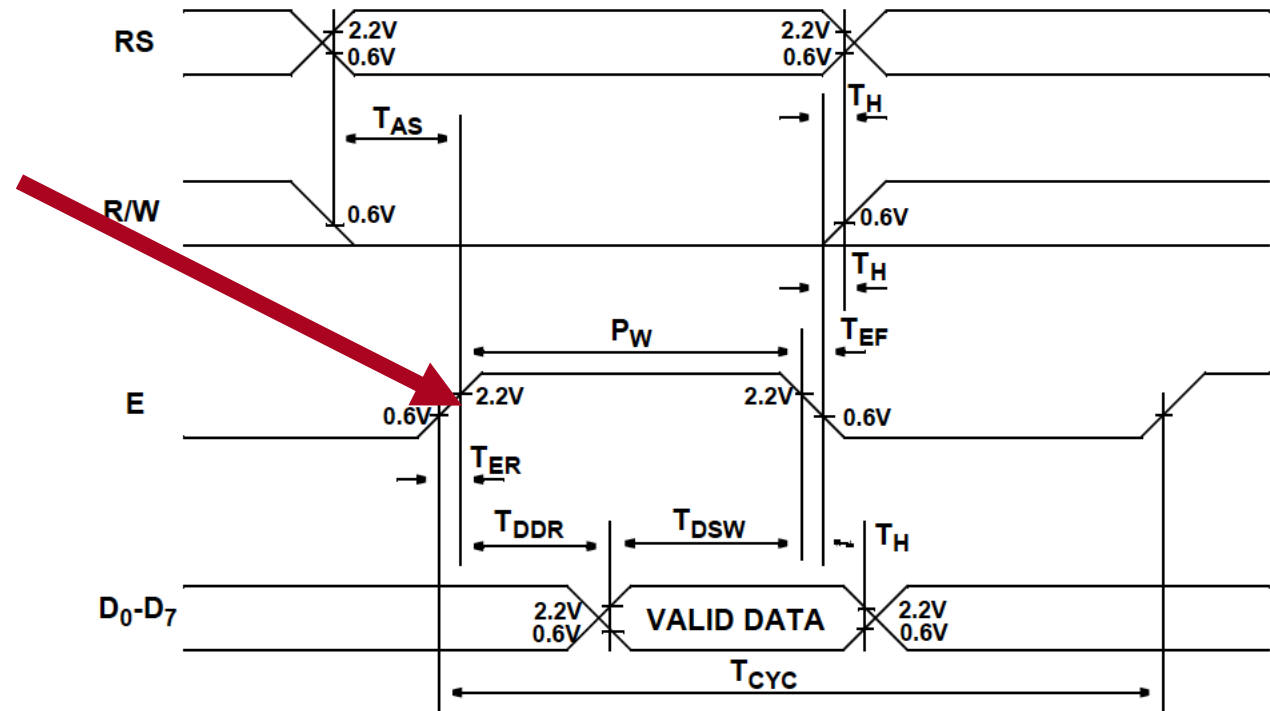 RS
2.2V
0.6V
2.2V
0.6V
TAS
TH
R/W
0.6V
0.6V
TH
PW
TEF
E
0.6V
2.2V
2.2V
0.6V
TER
TDDR
TDSW
TH
D0-D7
2.2V
0.6V
VALID DATA
2.2V
0.6V
TCYC